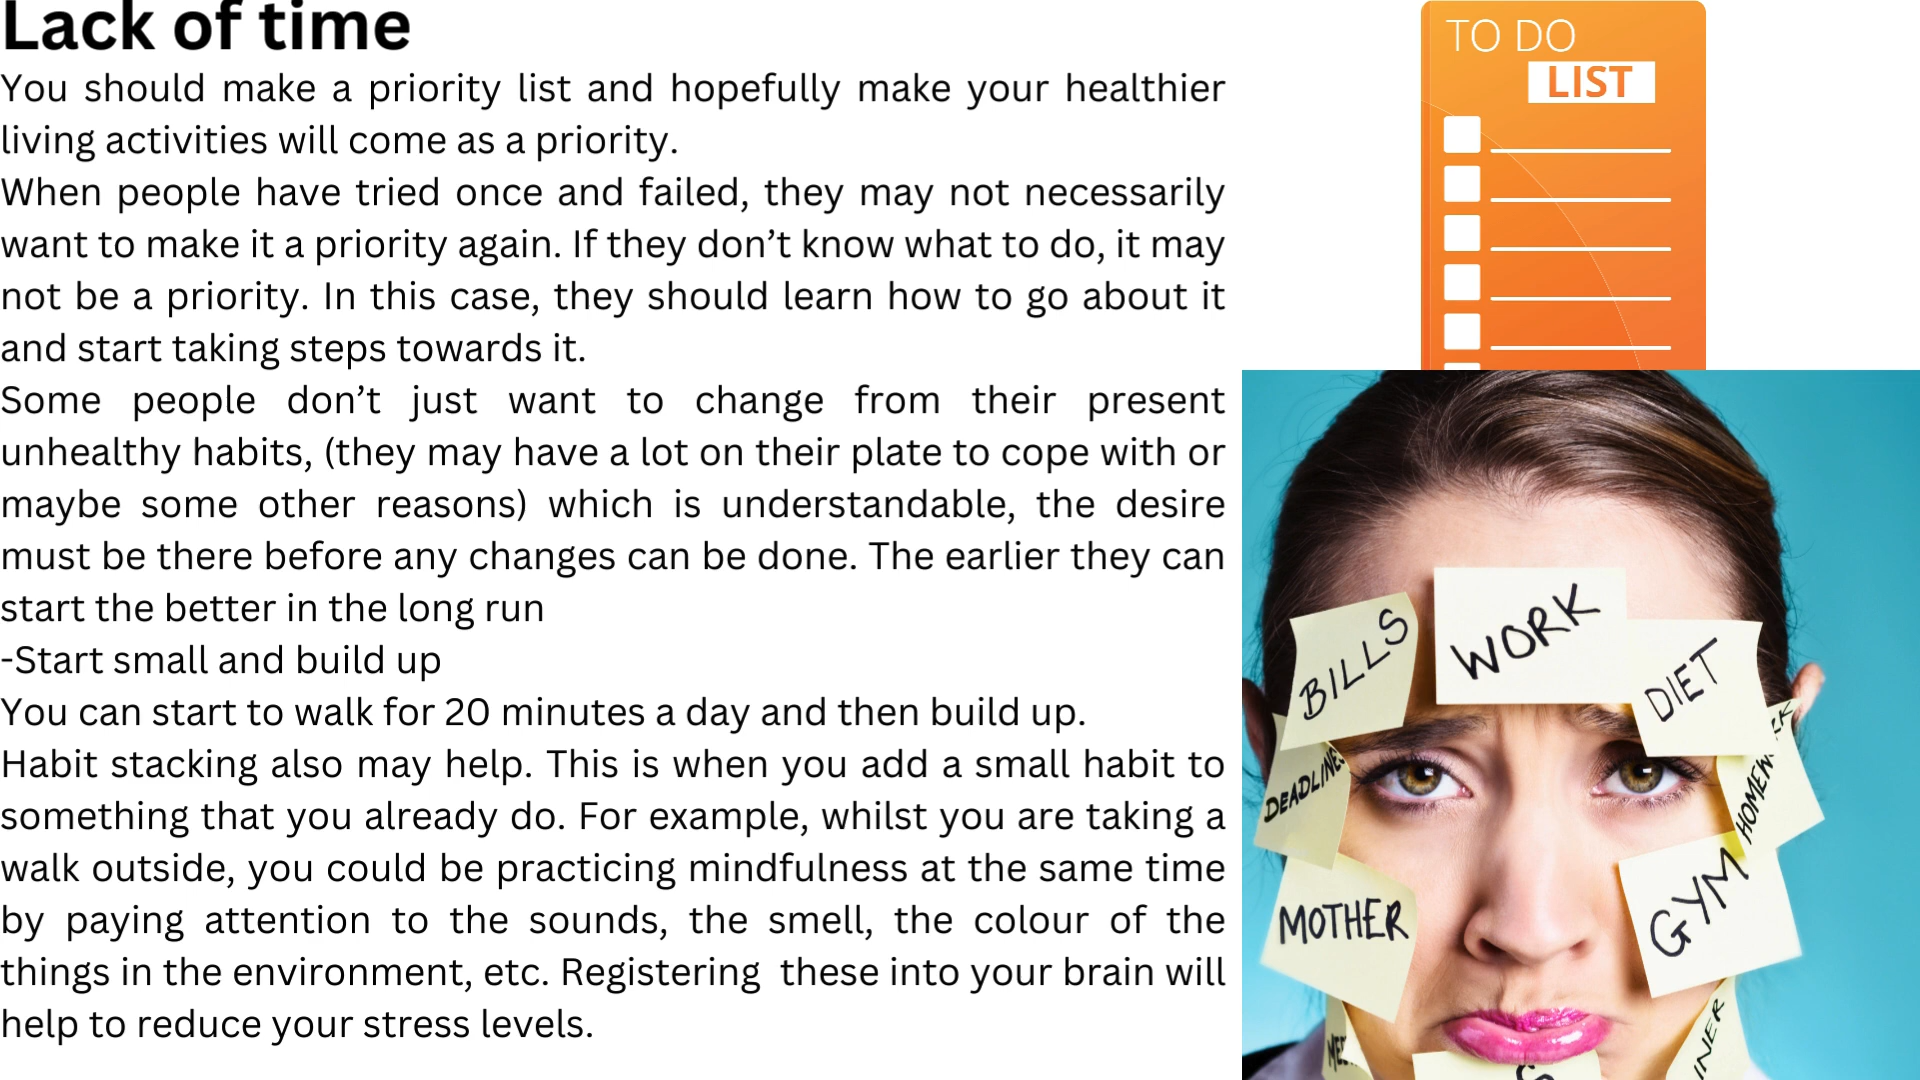 Lack of time
You should make a priority list and hopefully make your healthier
living activities will come as a priority.
When people have tried once and failed, they may not necessarily
want to make it a priority again. If they don’t know what to do, it may
not be a priority. In this case, they should learn how to go about it
and start taking steps towards it.
Some people don’t just want to change from their present
unhealthy habits, (they may have a lot on their plate to cope with or
maybe some other reasons) which is understandable, the desire
must be there before any changes can be done. The earlier they can
start the better in the long run
-Start small and build up
You can start to walk for 20 minutes a day and then build up.
Habit stacking also may help. This is when you add a small habit to
something that you already do. For example, whilst you are taking a
walk outside, you could be practicing mindfulness at the same time
by paying attention to the sounds, the smell, the colour of the
things in the environment, etc. Registering  these into your brain will
help to reduce your stress levels.
TO DO
LIST
BILLS
WORK
DIET
DEADLINES
MOTHER
GYM